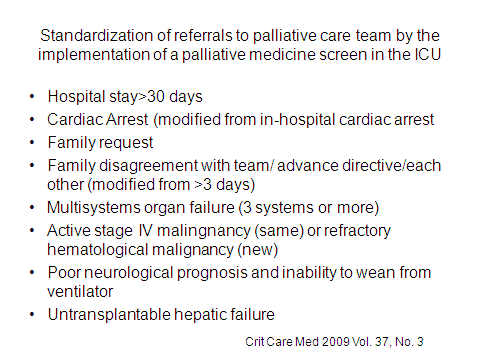 Standardization of referrals to palliative care team by the
implementation of a palliative medicine screen in the ICU
• Hospital stay>30 days
• Cardiac Arrest (modified from in-hospital cardiac arrest
• Family request
• Family disagreement with team/ advance directive/each
other (modified from >3 days)
• Multisystems organ failure (3 systems or more)
• Active stage IV malingnancy (same) or refractory
hematological malignancy (new)
• Poor neurological prognosis and inability to wean from
ventilator
• Untransplantable hepatic failure
Crit Care Med 2009 Vol. 37, No. 3